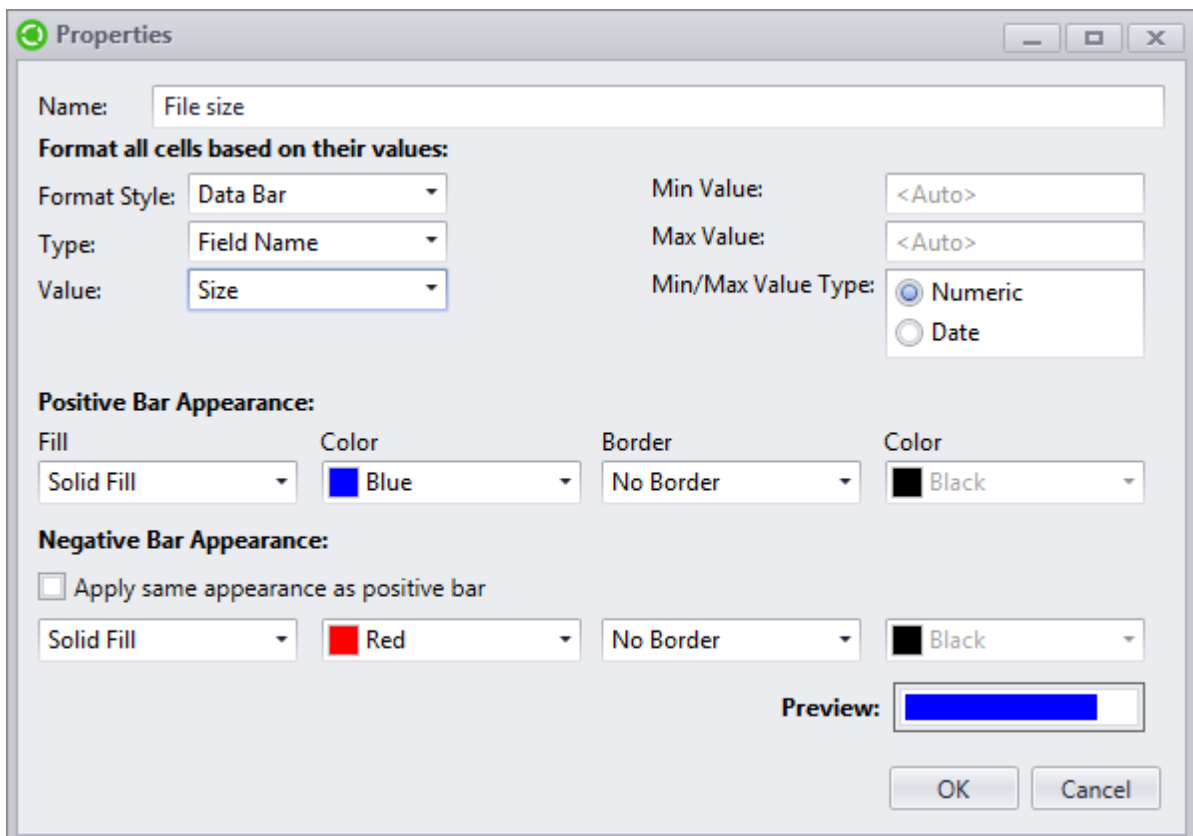 Properties
Name: File size
Format all cells based on their values:
Format Style: Data Bar Min Value: <Auto>
Type: Field Name Max Value: <Auto>
Value: Size Min/Max Value Type: Numeric
Date
Positive Bar Appearance:
Fill Color Border Color
Solid Fill Blue No Border Black
Negative Bar Appearance:
Apply same appearance as positive bar
Solid Fill Red No Border Black
Preview:
OK Cancel